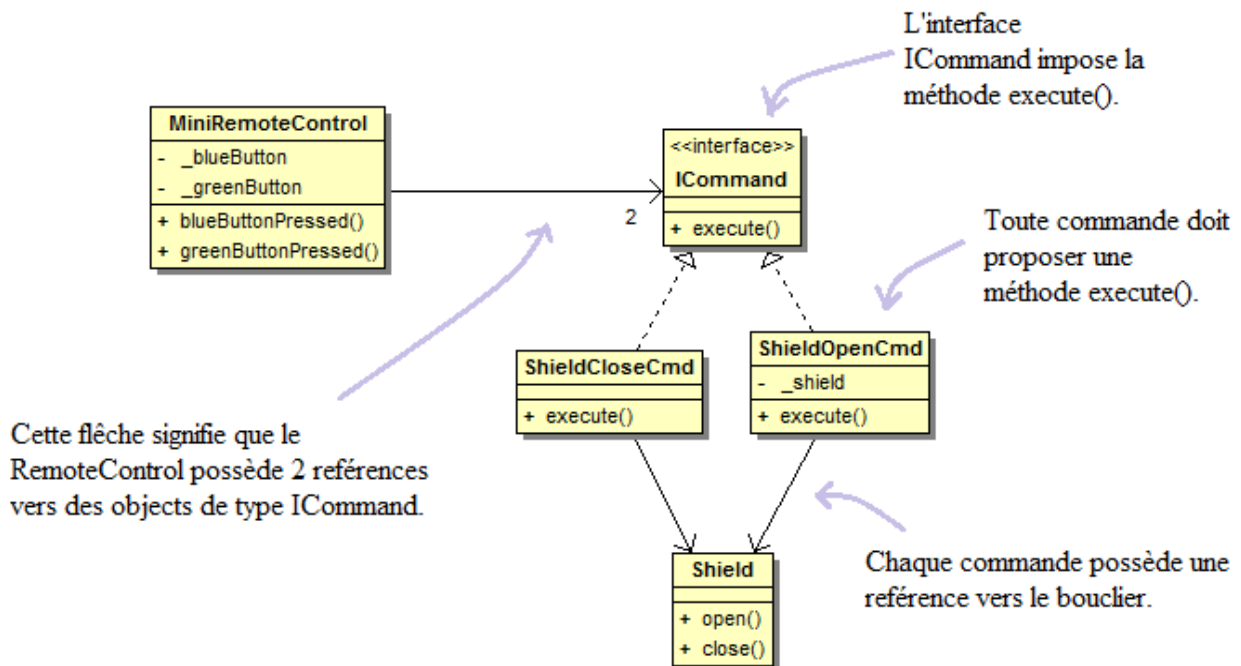 L'interface
ICommand impose la
méthode execute().
MiniRemoteControl
- _blueButton
- _greenButton
+ blueButtonPressed()
+ greenButtonPressed()
2
<<interface>>
ICommand
+ execute()
Toute commande doit
proposer une
méthode execute().
ShieldCloseCmd
+ execute()
ShieldOpenCmd
- _shield
+ execute()
Cette flêche signifie que le
RemoteControl possède 2 reférences
vers des objects de type ICommand.
Shield
+ open()
+ close()
Chaque commande possède une
reférence vers le bouclier.